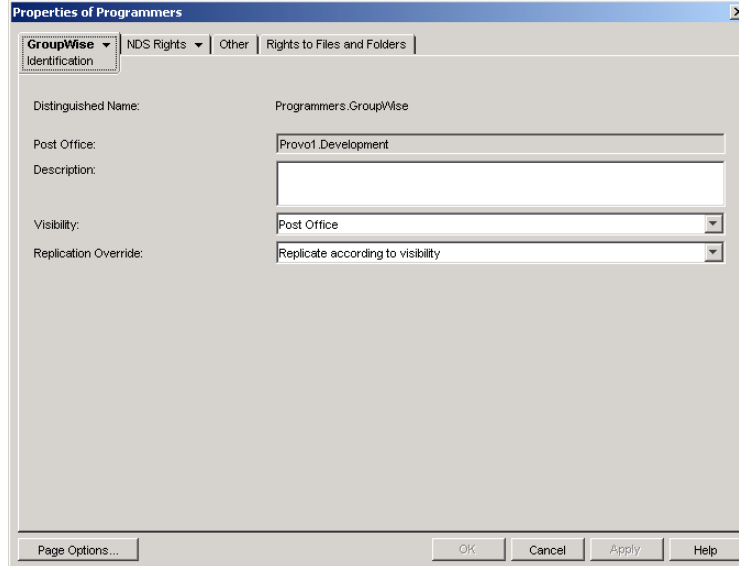 Properties of Programmers
GroupWise NDS Rights Other Rights to Files and Folders
Identification
Distinguished Name: Programmers.GroupWise
Post Office: Provo1.Development
Description:
Visibility: Post Office
Replication Override: Replicate according to visibility
Page Options... OK Cancel Apply Help